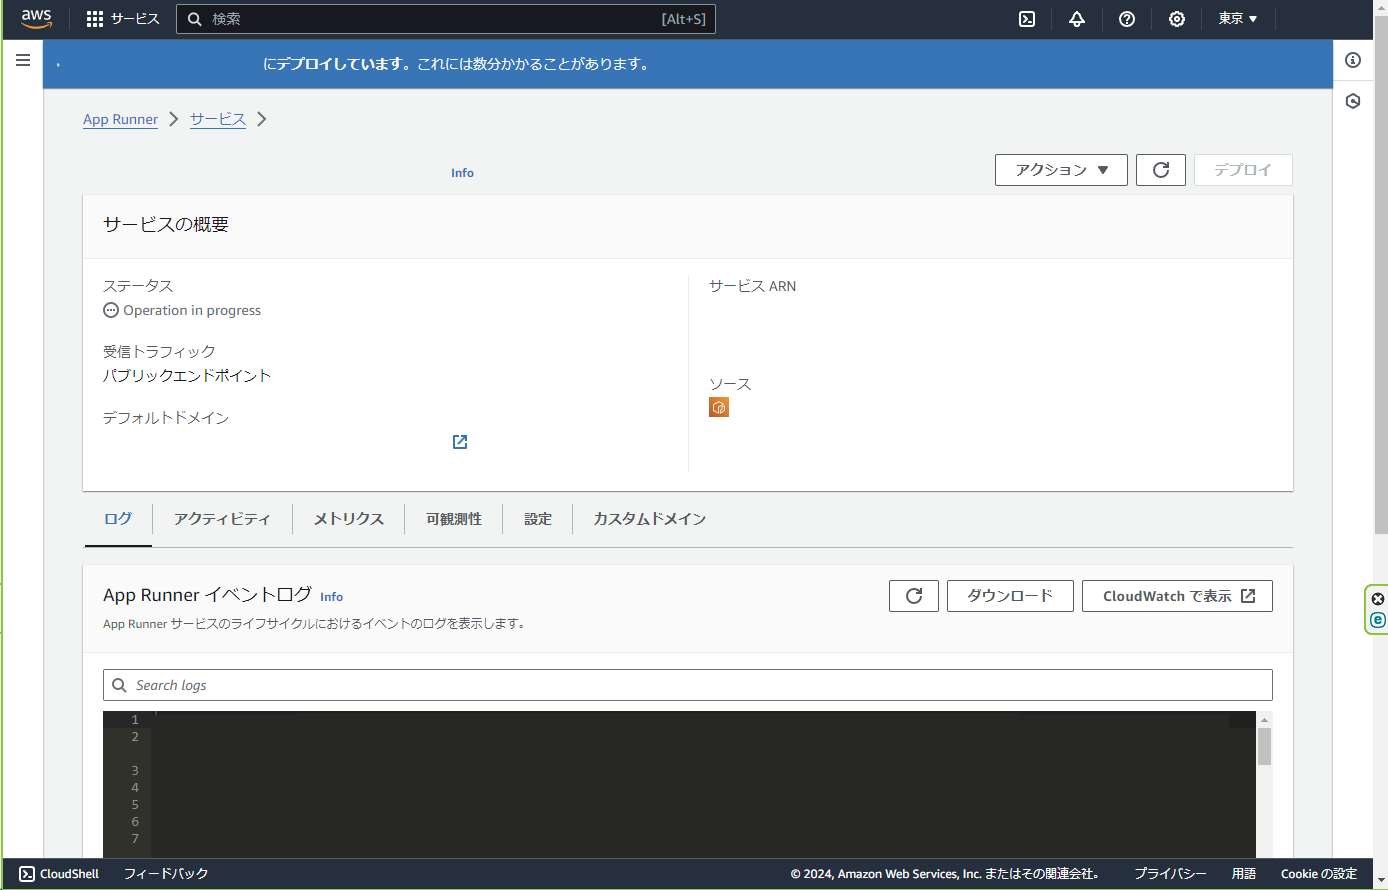 aws サービス 検索 [Alt+S] 東京
にデプロイしています。これには数分かかることがあります。
App Runner サービス
Info アクション デプロイ
サービスの概要
ステータス
Operation in progress
受信トラフィック
パブリックエンドポイント
デフォルトドメイン
サービス ARN
ソース
ログ アクティビティ メトリクス 可観測性 設定 カスタムドメイン
App Runner イベントログ Info ダウンロード CloudWatch で表示
App Runner サービスのライフサイクルにおけるイベントのログを表示します。
Search logs
1
2
3
4
5
6
7
CloudShell フィードバック © 2024, Amazon Web Services, Inc. またはその関連会社。 プライバシー 用語 Cookie の設定